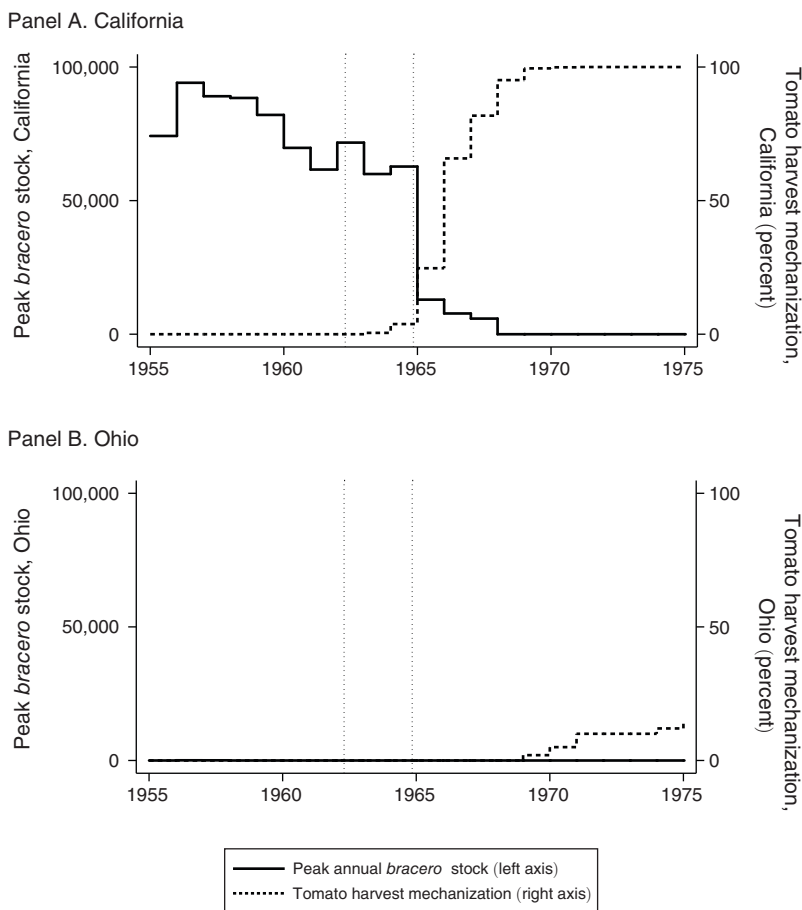 Panel A. California
Peak bracero stock, California
100,000
50,000
0
100
50
0
Tomato harvest mechanization,
California (percent)
1955
1960
1965
1970
1975
Panel B. Ohio
Peak bracero stock, Ohio
100,000
50,000
0
100
50
0
Tomato harvest mechanization,
Ohio (percent)
1955
1960
1965
1970
1975
Peak annual bracero stock (left axis)
Tomato harvest mechanization (right axis)